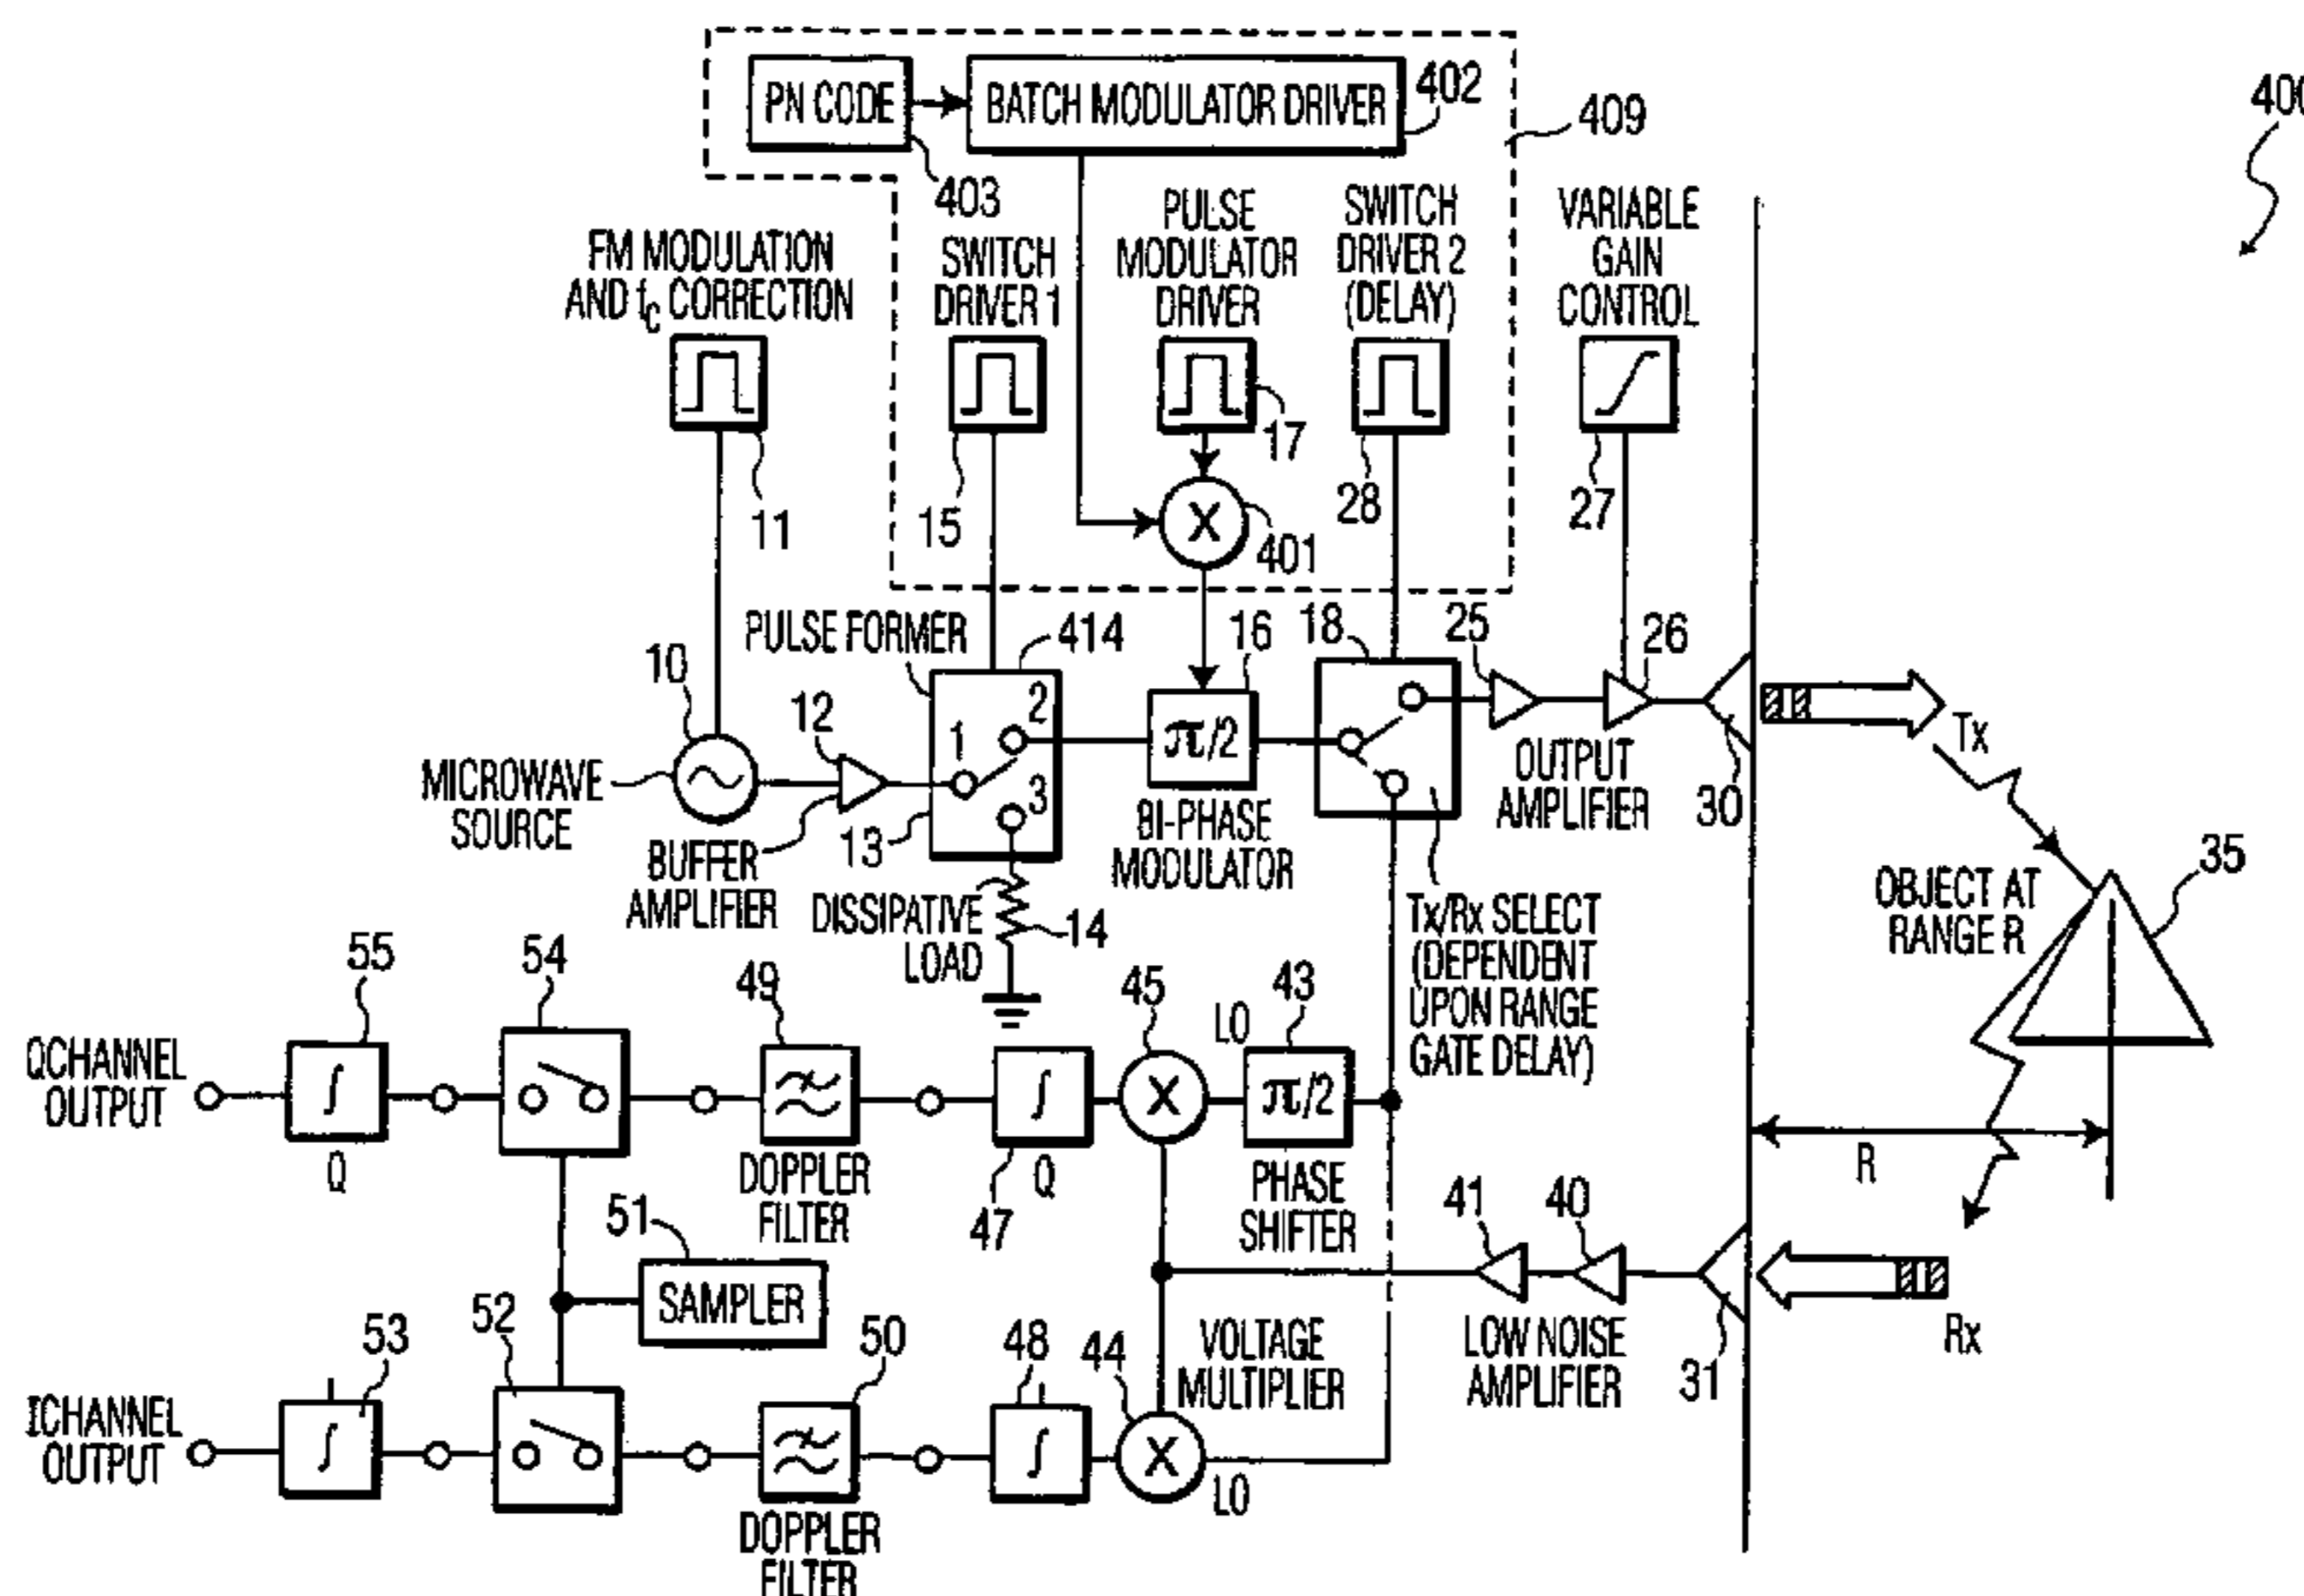 PN CODE
BATCH MODULATOR DRIVER
402
409
403
FM MODULATION
AND fC CORRECTION
SWITCH
DRIVER 1
PULSE
MODULATOR
DRIVER
SWITCH
DRIVER 2
(DELAY)
VARIABLE
GAIN
CONTROL
11
15
17
28
27
X
401
PULSE FORMER
414
16
18
25
26
10
12
1
2
3
π/2
MICROWAVE
SOURCE
BUFFER
AMPLIFIER
13
BI-PHASE
MODULATOR
OUTPUT
AMPLIFIER
30
Tx
DISSIPATIVE
LOAD
14
Tx/Rx SELECT
(DEPENDENT
UPON RANGE
GATE DELAY)
OBJECT AT
RANGE R
35
55
54
49
45
LO
43
QCHANNEL
OUTPUT
∫
Q
DOPPLER
FILTER
∫
47
Q
X
π/2
PHASE
SHIFTER
R
51
SAMPLER
41
40
LOW NOISE
AMPLIFIER
31
Rx
53
52
50
48
44
VOLTAGE
MULTIPLIER
ICHANNEL
OUTPUT
∫
DOPPLER
FILTER
∫
X
LO